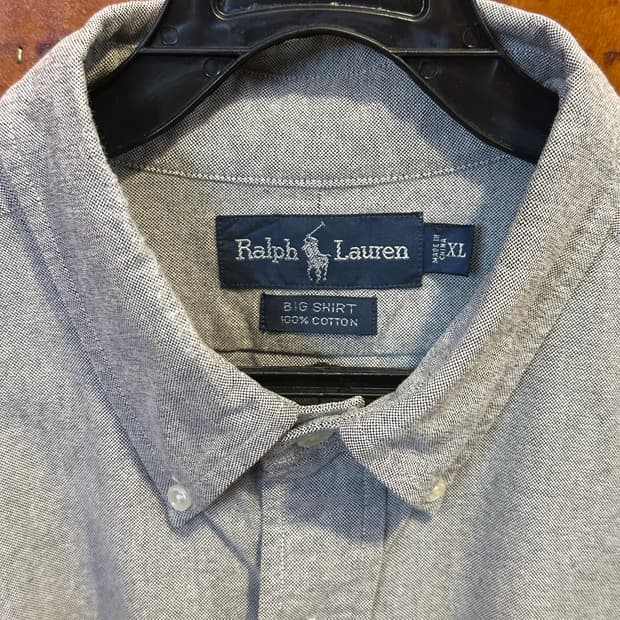 Ralph Lauren
MADE IN
CHINA
XL
BIG SHIRT
100% COTTON